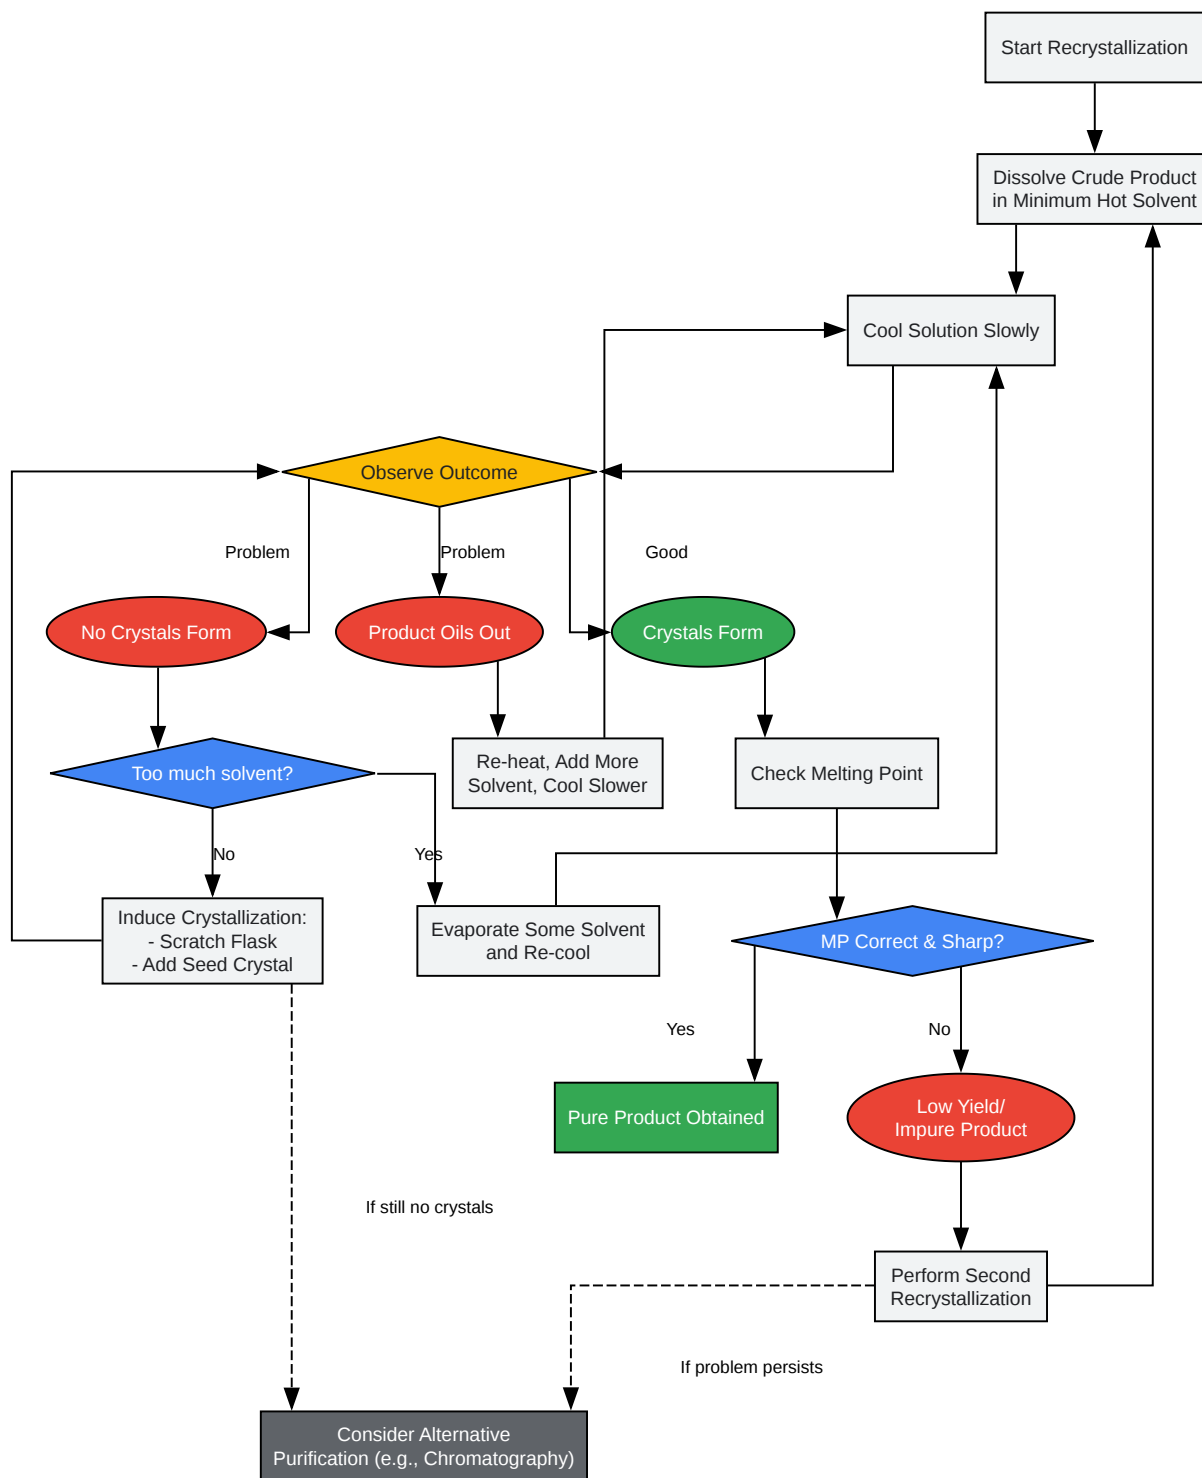 Start Recrystallization
Dissolve Crude Product
in Minimum Hot Solvent
Cool Solution Slowly
Observe Outcome
Problem
Problem
Good
No Crystals Form
Product Oils Out
Crystals Form
Too much solvent?
Re-heat, Add More
Solvent, Cool Slower
Check Melting Point
No
Yes
Induce Crystallization:
- Scratch Flask
- Add Seed Crystal
Evaporate Some Solvent
and Re-cool
MP Correct & Sharp?
Yes
No
Pure Product Obtained
Low Yield/
Impure Product
If still no crystals
Perform Second
Recrystallization
If problem persists
Consider Alternative
Purification (e.g., Chromatography)